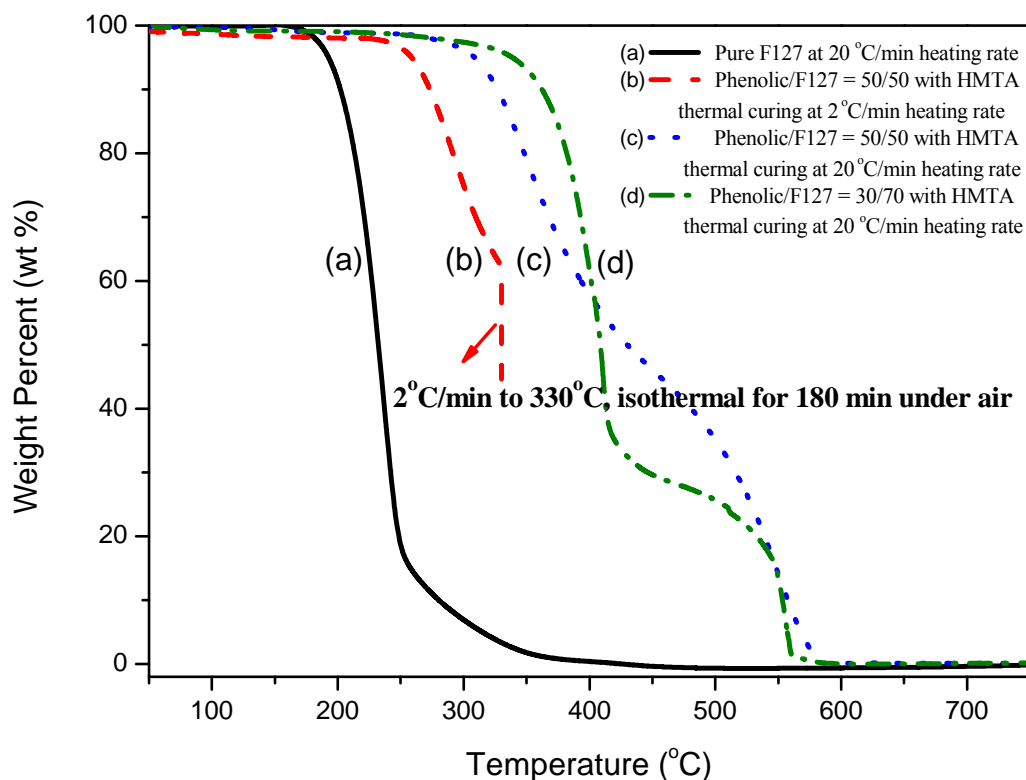 100
80
60
40
20
0
Weight Percent (wt %)
(a) Pure F127 at 20 °C/min heating rate
(b) Phenolic/F127 = 50/50 with HMTA
thermal curing at 2°C/min heating rate
(c) Phenolic/F127 = 50/50 with HMTA
thermal curing at 20°C/min heating rate
(d) Phenolic/F127 = 30/70 with HMTA
thermal curing at 20 °C/min heating rate
(a) (b) (c) (d)
2°C/min to 330°C, isothermal for 180 min under air
100 200 300 400 500 600 700
Temperature (°C)